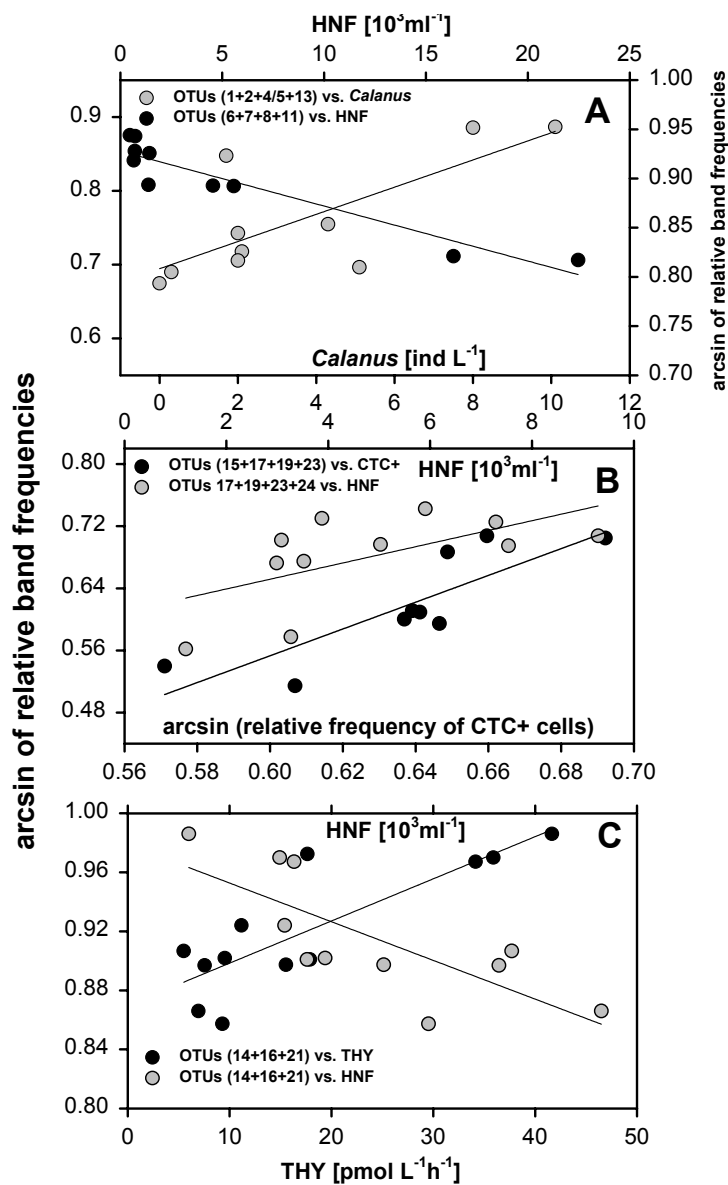 HNF [10³ml⁻¹]
0 5 10 15 20 25
OTUs (1+2+4/5+13) vs. Calanus
OTUs (6+7+8+11) vs. HNF
A
0.9
0.8
0.7
0.6
1.00
0.95
0.90
0.85
0.80
0.75
0.70
arcsin of relative band frequencies
Calanus [ind L⁻¹]
0 2 4 6 8 10 12
arcsin of relative band frequencies
0 2 4 6 8 10
OTUs (15+17+19+23) vs. CTC+
OTUs 17+19+23+24 vs. HNF
HNF [10³ml⁻¹]
B
0.80
0.72
0.64
0.56
0.48
arcsin (relative frequency of CTC+ cells)
0.56 0.58 0.60 0.62 0.64 0.66 0.68 0.70
HNF [10³ml⁻¹]
C
1.00
0.96
0.92
0.88
0.84
0.80
OTUs (14+16+21) vs. THY
OTUs (14+16+21) vs. HNF
0 10 20 30 40 50
THY [pmol L⁻¹h⁻¹]